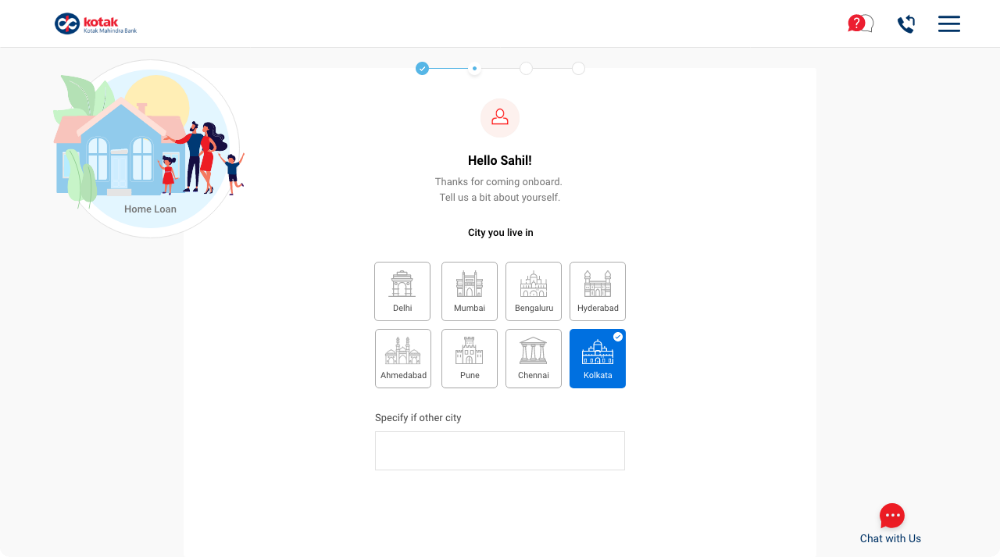 kotak
Kotak Mahindra Bank
?
Home Loan
Hello Sahil!
Thanks for coming onboard.
Tell us a bit about yourself.
City you live in
Delhi
Mumbai
Bengaluru
Hyderabad
Ahmedabad
Pune
Chennai
Kolkata
Specify if other city
Chat with Us